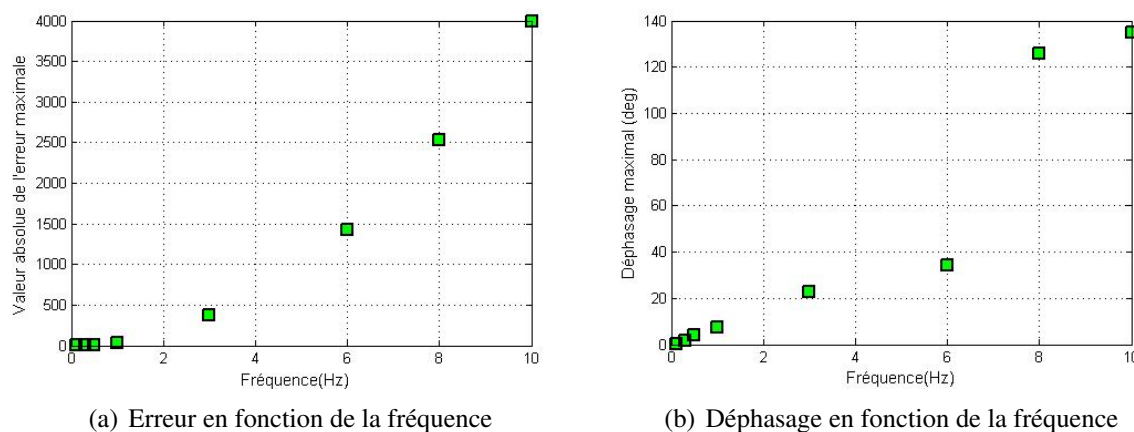 4000
3500
3000
2500
2000
1500
1000
500
0
0 2 4 6 8 10
Valeur absolue de l'erreur maximale
Fréquence(Hz)
(a) Erreur en fonction de la fréquence
140
120
100
80
60
40
20
0
0 2 4 6 8 10
Déphasage maximal (deg)
Fréquence(Hz)
(b) Déphasage en fonction de la fréquence